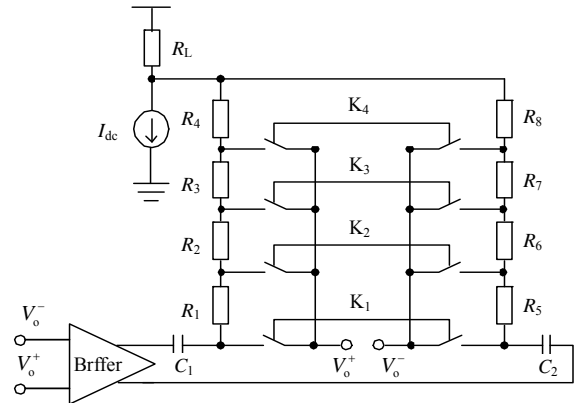 R_L
R_4 K_4 R_8
I_dc
R_3 K_3 R_7
R_2 K_2 R_6
V_o^- R_1 K_1 R_5
V_o^+ Brffer C_1 V_o^+ V_o^- C_2